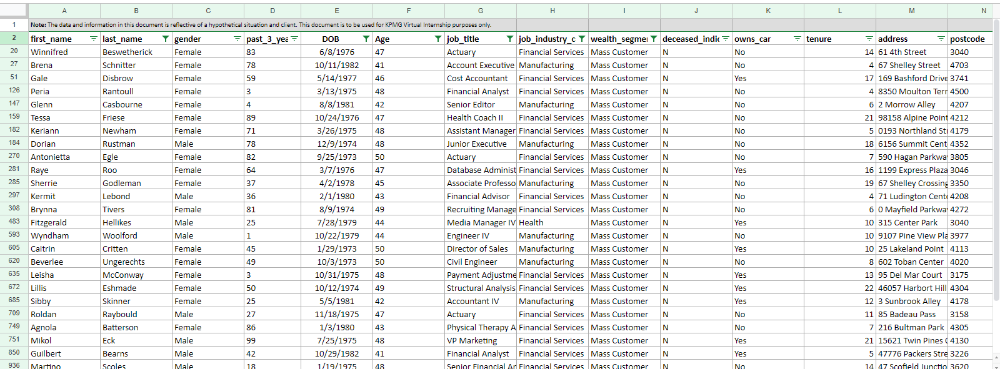 A B C D E F G H I J K L M N
1 Note: The data and information in this document is reflective of a hypothetical situation and client. This document is to be used for KPMG Virtual Internship purposes only.
2 first_name last_name gender past_3_yea DOB Age job_title job_industry_c wealth_segmen deceased_indic owns_car tenure address postcode
20 Winnifred Beswetherick Female 83 6/8/1976 47 Actuary Financial Services Mass Customer N No 14 61 4th Street 3040
27 Brena Schnitter Female 78 10/11/1982 41 Account Executive Manufacturing Mass Customer N No 4 67 Shelley Street 4703
51 Gale Disbrow Female 59 5/14/1977 46 Cost Accountant Financial Services Mass Customer N Yes 17 169 Bashford Drive 3741
126 Peria Rantoull Female 3 3/13/1975 48 Financial Analyst Financial Services Mass Customer N No 4 8350 Moulton Terr 4500
147 Glenn Casbourne Female 4 8/8/1981 42 Senior Editor Manufacturing Mass Customer N No 6 2 Morrow Alley 4207
159 Tessa Friese Female 89 10/24/1976 47 Health Coach II Financial Services Mass Customer N No 21 98158 Alpine Point 4212
182 Keriann Newham Female 71 3/26/1975 48 Assistant Manager Financial Services Mass Customer N No 5 0193 Northland Str 4179
184 Dorian Rustman Male 78 12/9/1974 48 Junior Executive Manufacturing Mass Customer N No 18 6156 Summit Cent 4352
270 Antonietta Egle Female 82 9/25/1973 50 Actuary Financial Services Mass Customer N No 7 590 Hagan Parkway 3805
281 Raye Roo Female 64 3/7/1976 47 Database Administ Financial Services Mass Customer N Yes 16 1199 Express Plaza 3046
285 Sherrie Godleman Female 37 4/2/1978 45 Associate Professo Manufacturing Mass Customer N No 19 67 Shelley Crossing 3350
297 Kermit Lebond Male 36 2/1/1980 43 Financial Advisor Financial Services Mass Customer N No 4 71 Ludington Cent 4208
308 Brynna Tivers Female 81 8/9/1974 49 Recruiting Manage Financial Services Mass Customer N No 6 0 Mayfield Parkway 4272
483 Fitzgerald Hellikes Male 25 7/28/1979 44 Media Manager IV Health Mass Customer N Yes 10 315 Center Park 3040
593 Wyndham Woolford Male 1 10/22/1979 44 Engineer IV Manufacturing Mass Customer N No 10 9107 Pine View Pla 3977
605 Caitrin Critten Female 45 1/29/1973 50 Director of Sales Manufacturing Mass Customer N Yes 10 25 Lakeland Point 4113
620 Beverlee Ungerechts Female 49 10/3/1973 50 Civil Engineer Manufacturing Mass Customer N No 8 602 Toban Center 4020
635 Leisha McConway Female 3 10/31/1975 48 Payment Adjustme Financial Services Mass Customer N Yes 13 95 Del Mar Court 3175
672 Lillis Eshmade Female 50 10/12/1974 49 Structural Analysis Financial Services Mass Customer N Yes 22 46057 Harbort Hill 4304
685 Sibby Skinner Female 25 5/5/1981 42 Accountant IV Manufacturing Mass Customer N Yes 12 3 Sunbrook Alley 4178
709 Roldan Raybould Male 27 11/18/1975 47 Actuary Financial Services Mass Customer N No 11 85 Badeau Pass 3158
749 Agnola Batterson Female 86 1/3/1980 43 Physical Therapy A Financial Services Mass Customer N No 7 216 Bultman Park 4305
751 Mikol Eck Male 99 7/25/1975 48 VP Marketing Financial Services Mass Customer N Yes 21 15621 Twin Pines C 4130
850 Guilbert Bearns Male 42 10/29/1982 41 Financial Analyst Financial Services Mass Customer N Yes 5 47776 Packers Stre 3226
936 Martino Scoles Male 18 1/19/1975 48 Senior Financial An Financial Services Mass Customer N No 14 47 Scofield Junctio 3620